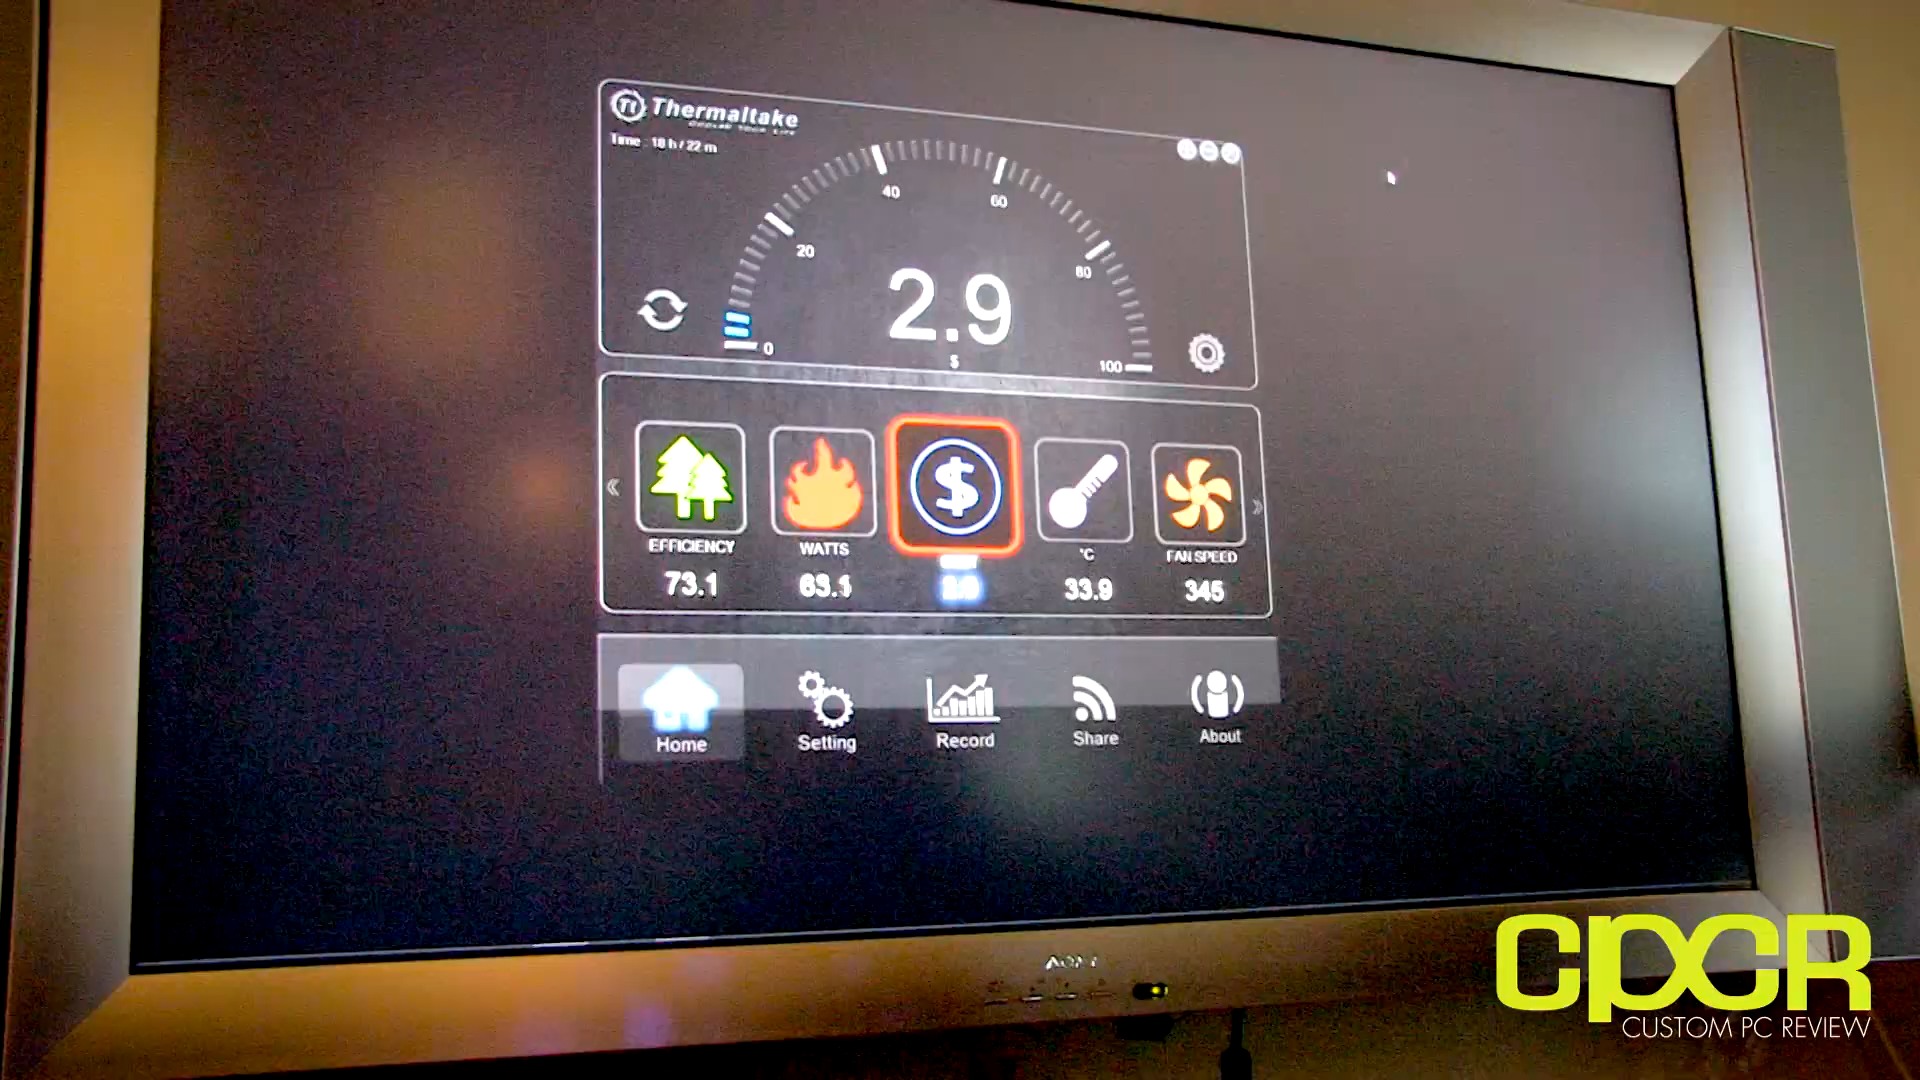 Thermaltake
Time : 18 h / 22 m
0
20
40
60
80
100
2.9
$
EFFICIENCY
WATTS
°C
FAN SPEED
73.1
63.1
33.9
345
Home
Setting
Record
Share
About
CPCR
CUSTOM PC REVIEW